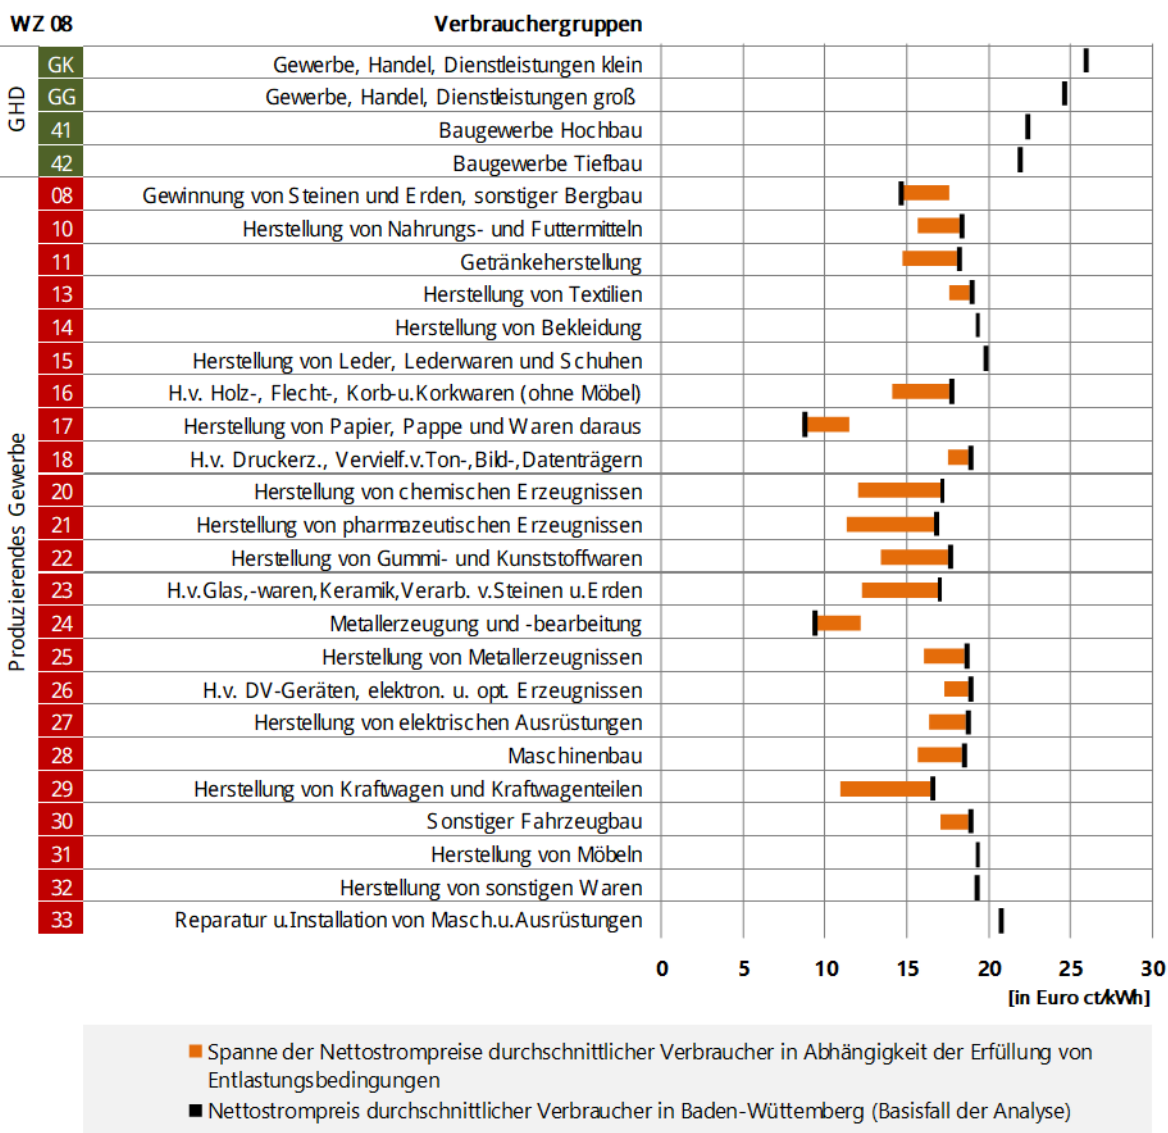 WZ 08 Verbrauchergruppen
GHD
GK Gewerbe, Handel, Dienstleistungen klein
GG Gewerbe, Handel, Dienstleistungen groß
41 Baugewerbe Hochbau
42 Baugewerbe Tiefbau
Produzierendes Gewerbe
08 Gewinnung von Steinen und Erden, sonstiger Bergbau
10 Herstellung von Nahrungs- und Futtermitteln
11 Getränkeherstellung
13 Herstellung von Textilien
14 Herstellung von Bekleidung
15 Herstellung von Leder, Lederwaren und Schuhen
16 H.v. Holz-, Flecht-, Korb-u.Korkwaren (ohne Möbel)
17 Herstellung von Papier, Pappe und Waren daraus
18 H.v. Druckerz., Vervielf.v.Ton-,Bild-,Datenträgern
20 Herstellung von chemischen Erzeugnissen
21 Herstellung von pharmazeutischen Erzeugnissen
22 Herstellung von Gummi- und Kunststoffwaren
23 H.v.Glas,-waren,Keramik,Verarb. v.Steinen u.Erden
24 Metallerzeugung und -bearbeitung
25 Herstellung von Metallerzeugnissen
26 H.v. DV-Geräten, elektron. u. opt. Erzeugnissen
27 Herstellung von elektrischen Ausrüstungen
28 Maschinenbau
29 Herstellung von Kraftwagen und Kraftwagenteilen
30 Sonstiger Fahrzeugbau
31 Herstellung von Möbeln
32 Herstellung von sonstigen Waren
33 Reparatur u.Installation von Masch.u.Ausrüstungen
0 5 10 15 20 25 30
[in Euro ct/kWh]
Spanne der Nettostrompreise durchschnittlicher Verbraucher in Abhängigkeit der Erfüllung von
Entlastungsbedingungen
Nettostrompreis durchschnittlicher Verbraucher in Baden-Wüttemberg (Basisfall der Analyse)